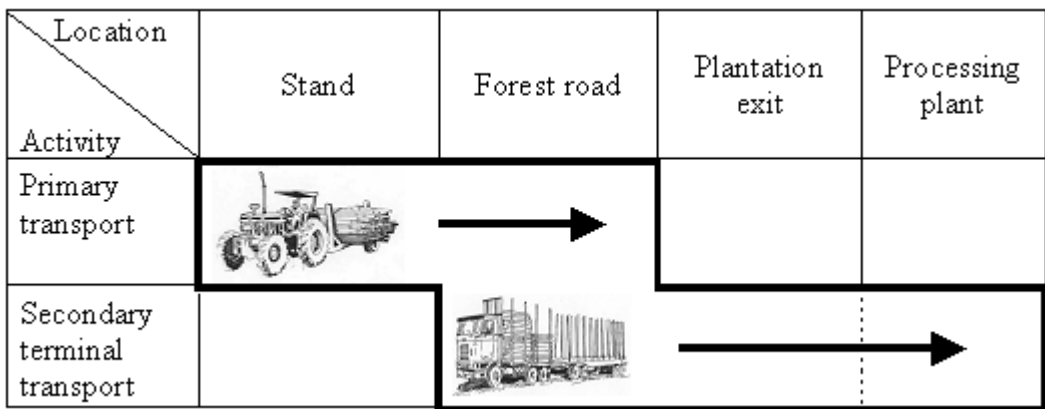 Location
Activity
Stand
Forest road
Plantation
exit
Processing
plant
Primary
transport
Secondary
terminal
transport